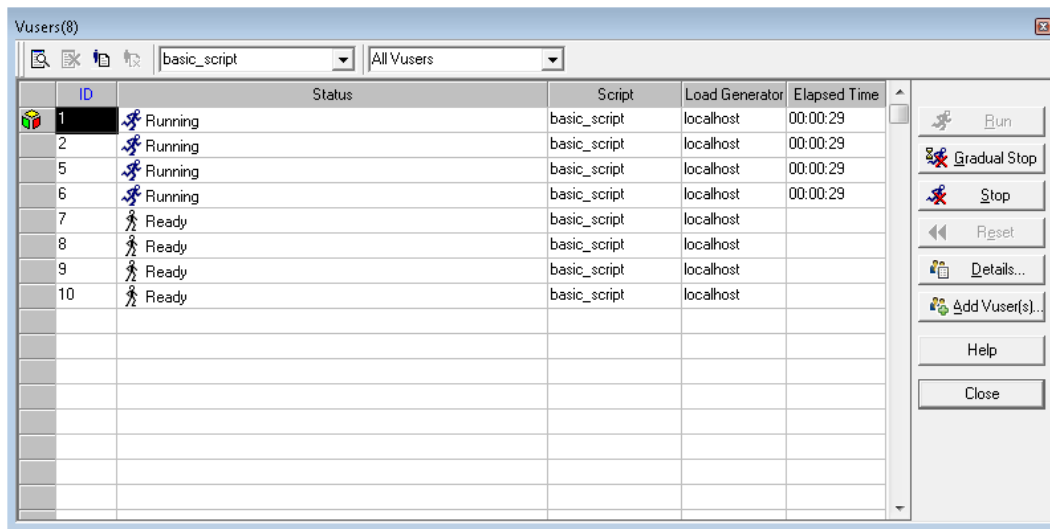 Vusers(8)
basic_script All Vusers
ID Status Script Load Generator Elapsed Time
1 Running basic_script localhost 00:00:29
2 Running basic_script localhost 00:00:29
5 Running basic_script localhost 00:00:29
6 Running basic_script localhost 00:00:29
7 Ready basic_script localhost
8 Ready basic_script localhost
9 Ready basic_script localhost
10 Ready basic_script localhost
Run
Gradual Stop
Stop
Reset
Details...
Add Vuser(s)...
Help
Close